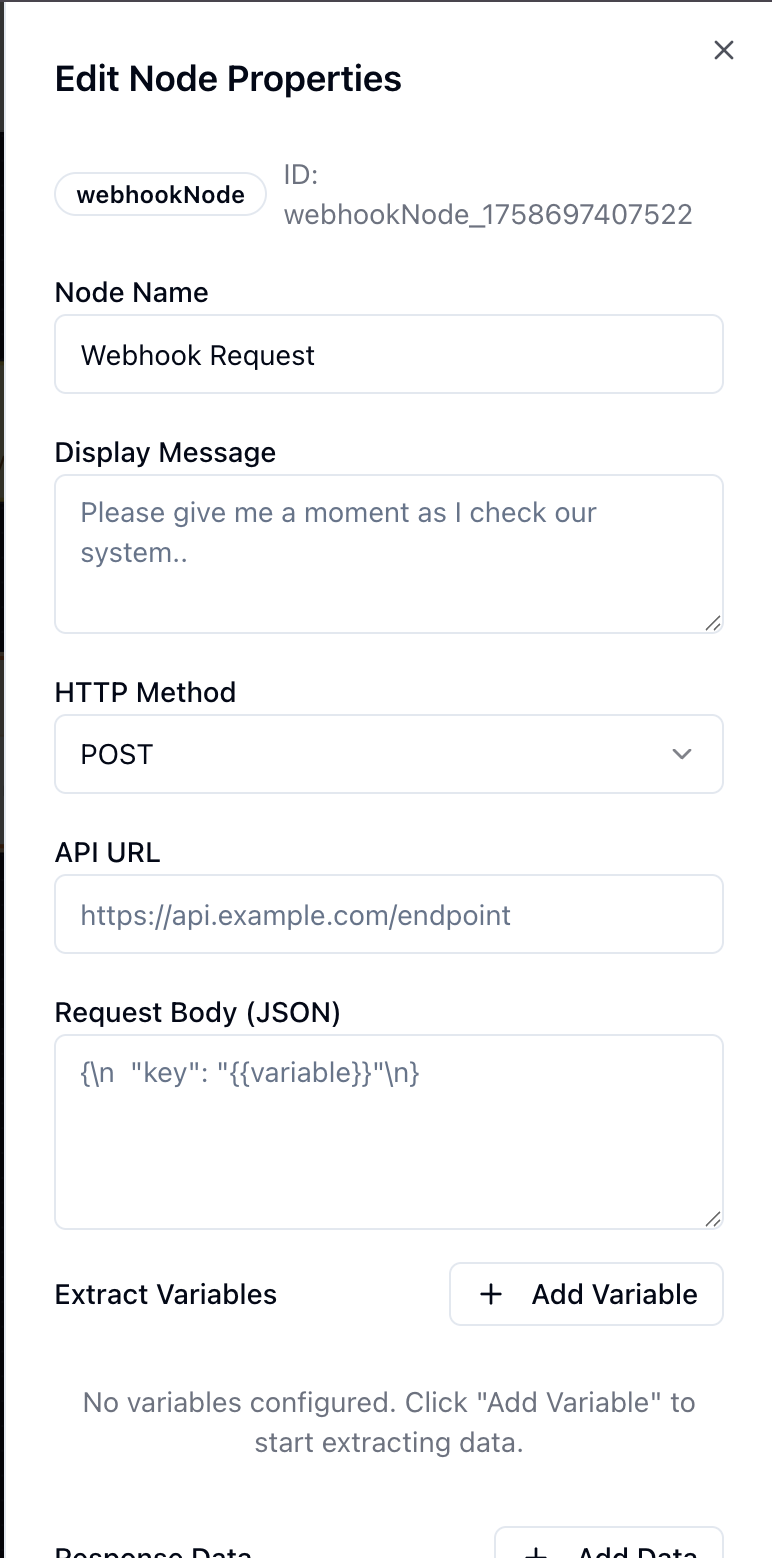 Edit Node Properties
webhookNode
ID:
webhookNode_1758697407522
Node Name
Webhook Request
Display Message
Please give me a moment as I check our
system..
HTTP Method
POST
API URL
https://api.example.com/endpoint
Request Body (JSON)
{\n  "key": "{{variable}}"\n}
Extract Variables
+ Add Variable
No variables configured. Click "Add Variable" to
start extracting data.
Response Data
+ Add Data